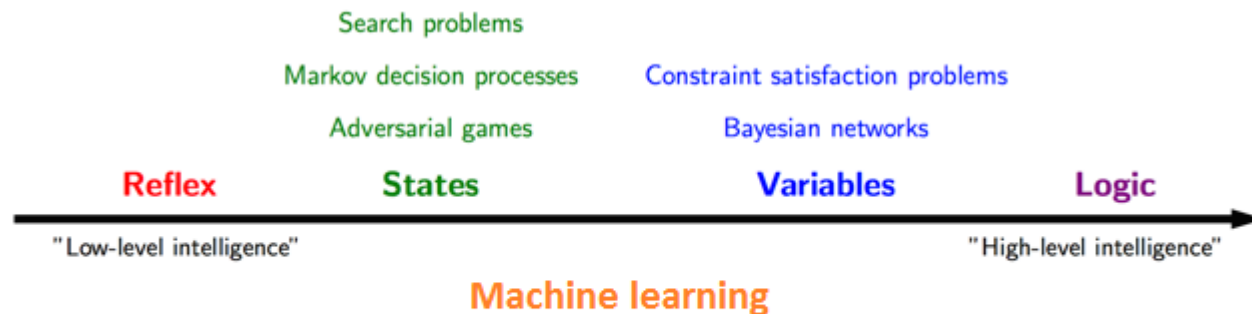 Search problems
Markov decision processes Constraint satisfaction problems
Adversarial games Bayesian networks
Reflex States Variables Logic
"Low-level intelligence" "High-level intelligence"
Machine learning